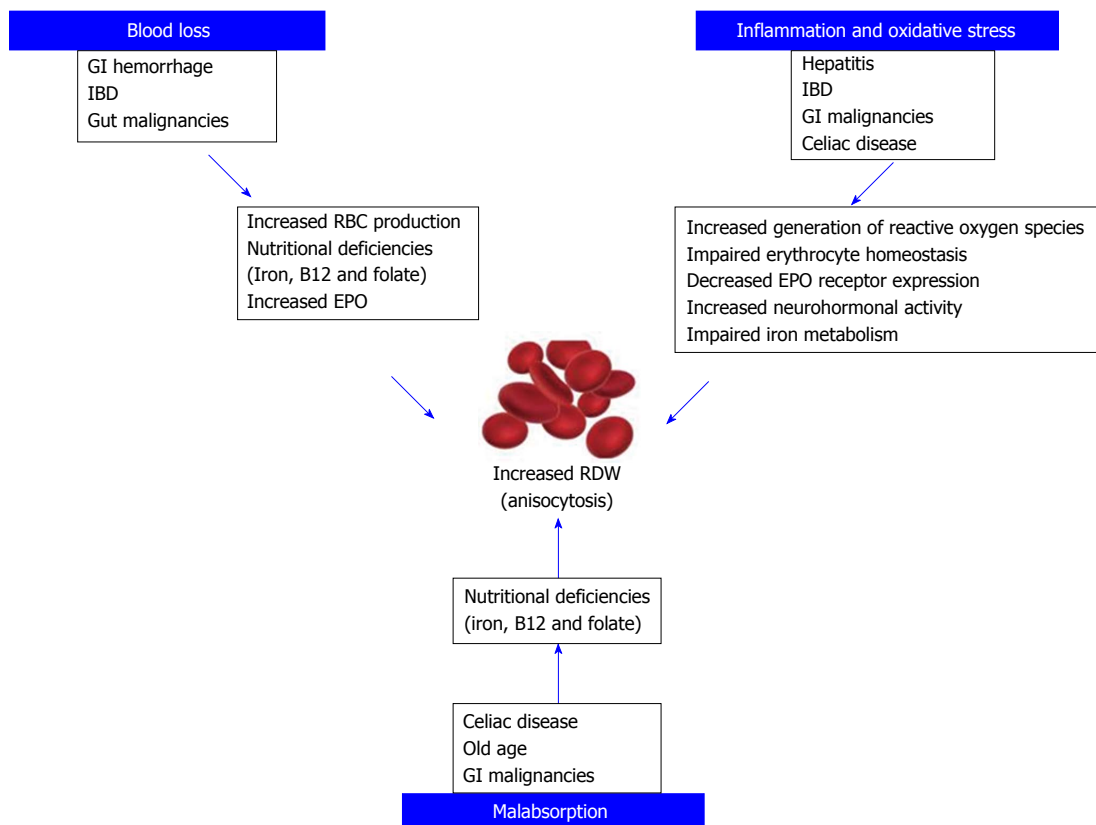 Blood loss
GI hemorrhage
IBD
Gut malignancies
Increased RBC production
Nutritional deficiencies
(Iron, B12 and folate)
Increased EPO
Inflammation and oxidative stress
Hepatitis
IBD
GI malignancies
Celiac disease
Increased generation of reactive oxygen species
Impaired erythrocyte homeostasis
Decreased EPO receptor expression
Increased neurohormonal activity
Impaired iron metabolism
Increased RDW
(anisocytosis)
Nutritional deficiencies
(iron, B12 and folate)
Celiac disease
Old age
GI malignancies
Malabsorption